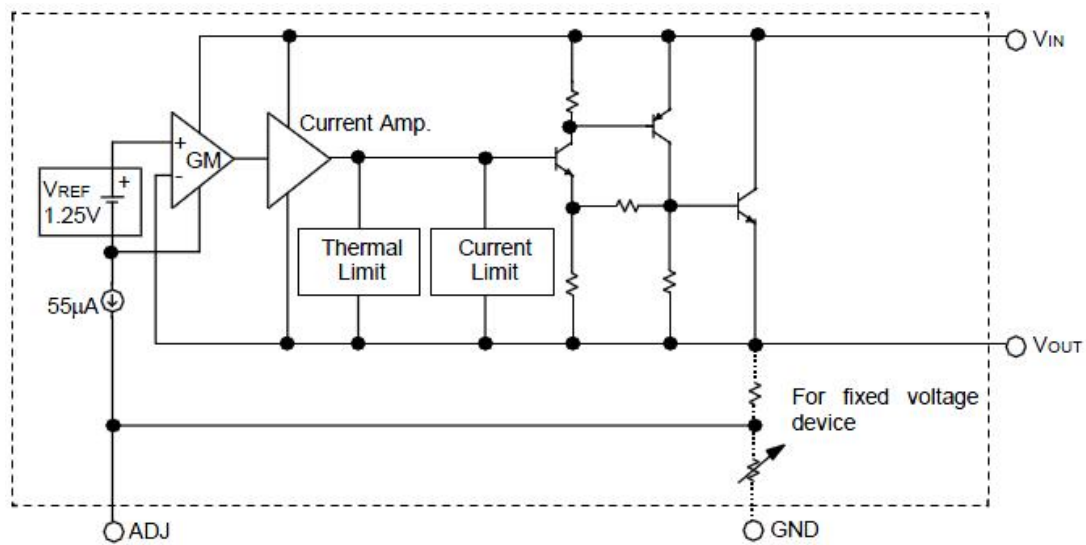 VIN
Current Amp.
+
GM
-
+
VREF
1.25V
Thermal
Limit
Current
Limit
55μA
VOUT
For fixed voltage
device
ADJ
GND